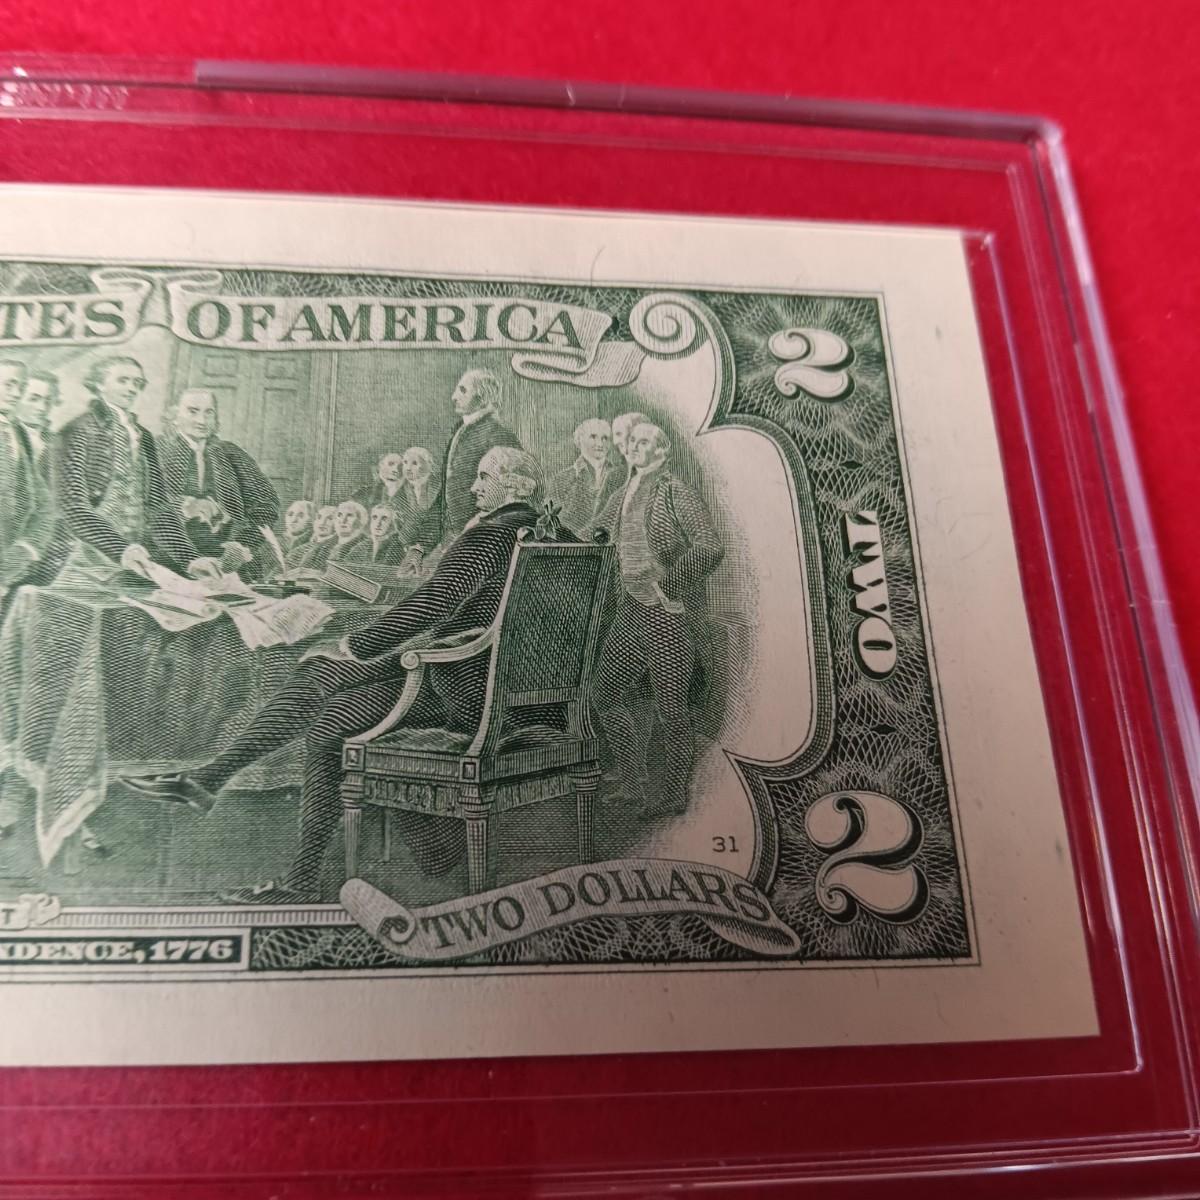 TES OF AMERICA
2
TWO
2
31
TWO DOLLARS
T
NDENCE, 1776